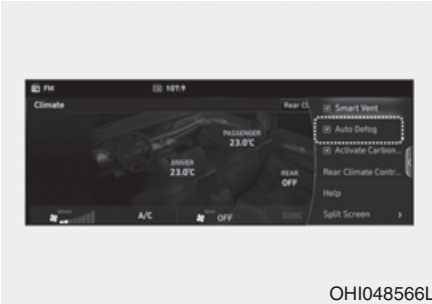 FM
107.9
Climate
Rear Cl
Smart Vent
PASSENGER
23.0°C
Auto Defog
DRIVER
23.0°C
Activate Carbon...
REAR
OFF
Rear Climate Contr...
Help
A/C
OFF
SYNC
Split Screen
OHI048566L